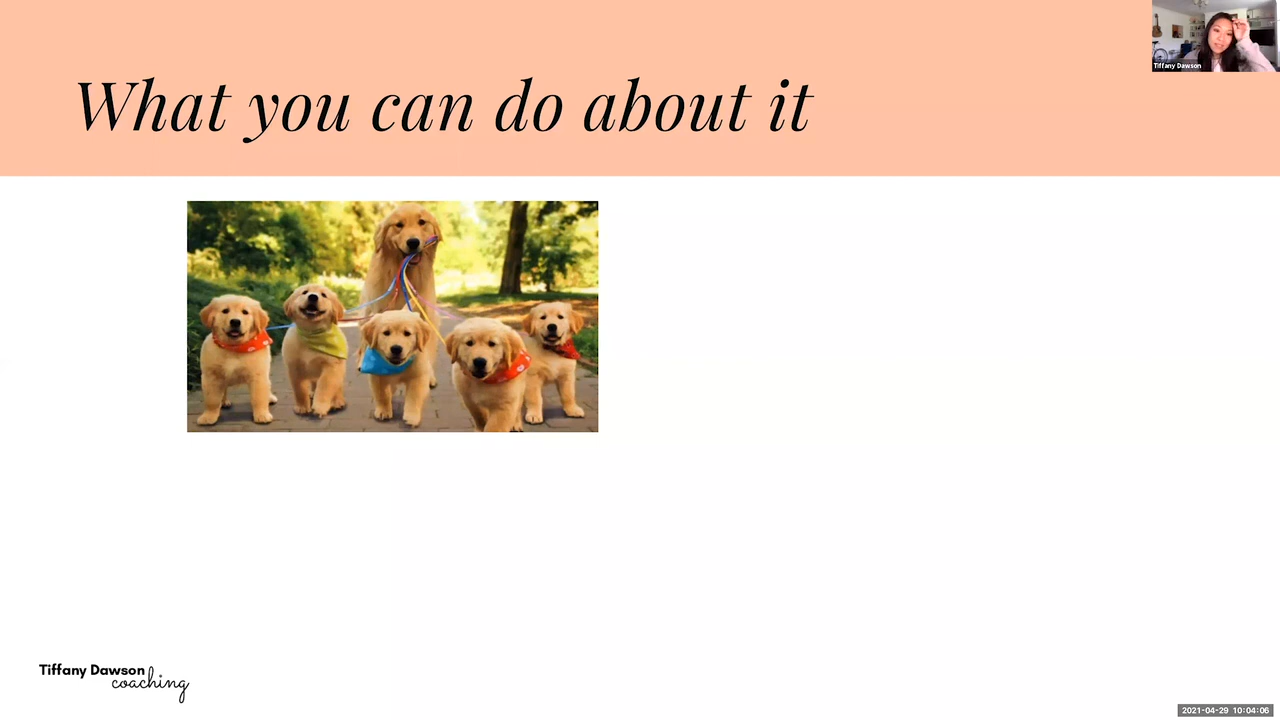 What you can do about it
Tiffany Dawson
Tiffany Dawson
coaching
2021-04-29 10:04:06